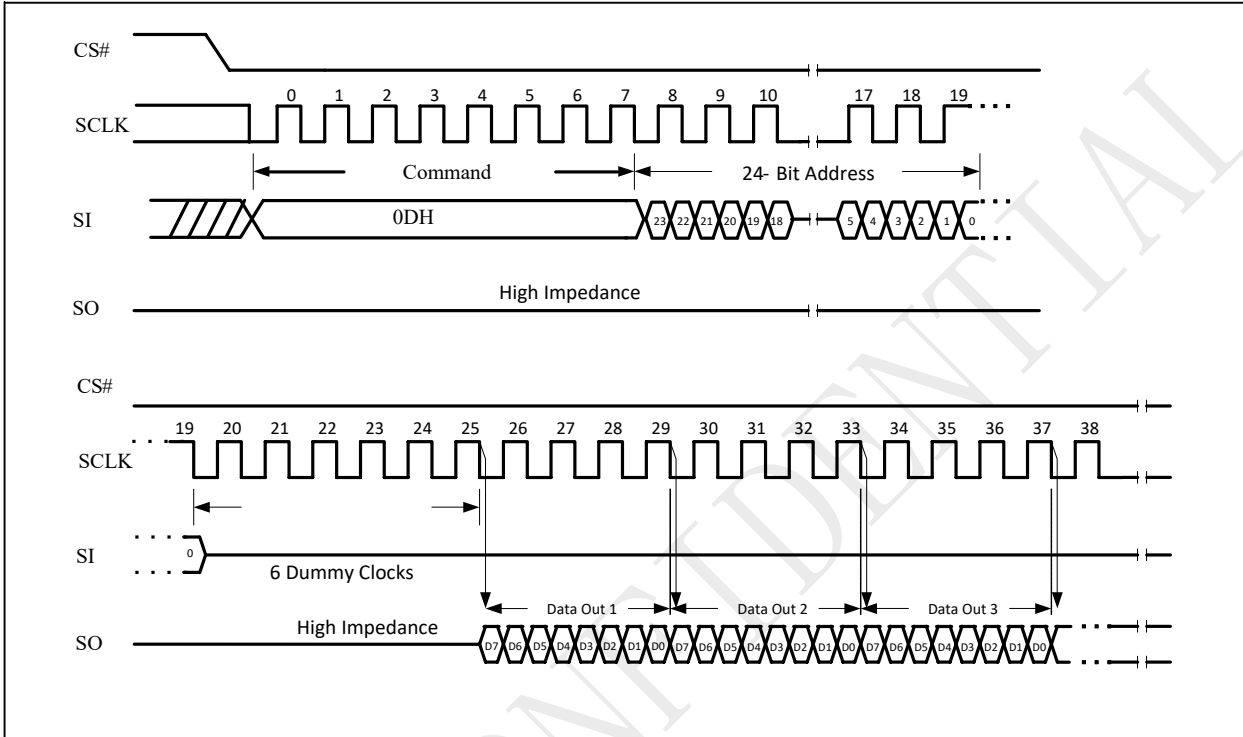 CS#
0 1 2 3 4 5 6 7 8 9 10 17 18 19
SCLK
Command 24- Bit Address
SI 0DH 23 22 21 20 19 18 5 4 3 2 1 0
High Impedance
SO
CS#
19 20 21 22 23 24 25 26 27 28 29 30 31 32 33 34 35 36 37 38
SCLK
SI 0
6 Dummy Clocks
Data Out 1 Data Out 2 Data Out 3
High Impedance
SO D7 D6 D5 D4 D3 D2 D1 D0 D7 D6 D5 D4 D3 D2 D1 D0 D7 D6 D5 D4 D3 D2 D1 D0